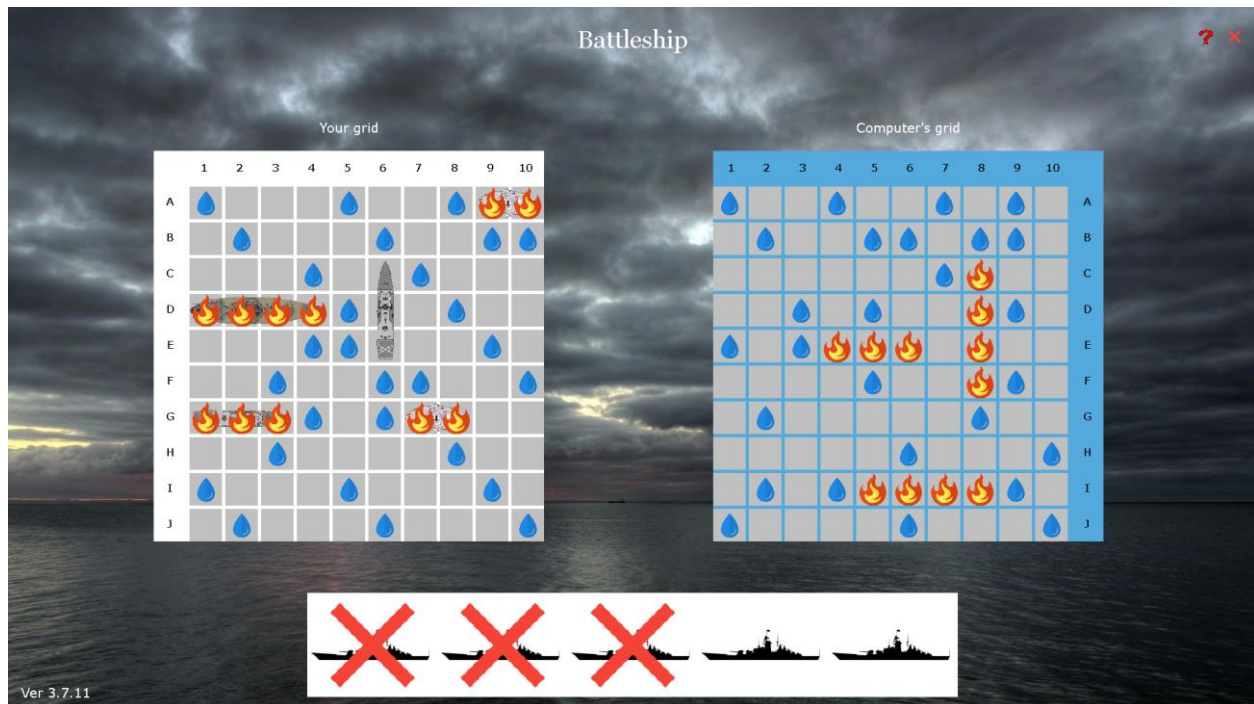 Battleship
?
Your grid
Computer's grid
1 2 3 4 5 6 7 8 9 10
1 2 3 4 5 6 7 8 9 10
A
A
B
B
C
C
D
D
E
E
F
F
G
G
H
H
I
I
J
J
Ver 3.7.11